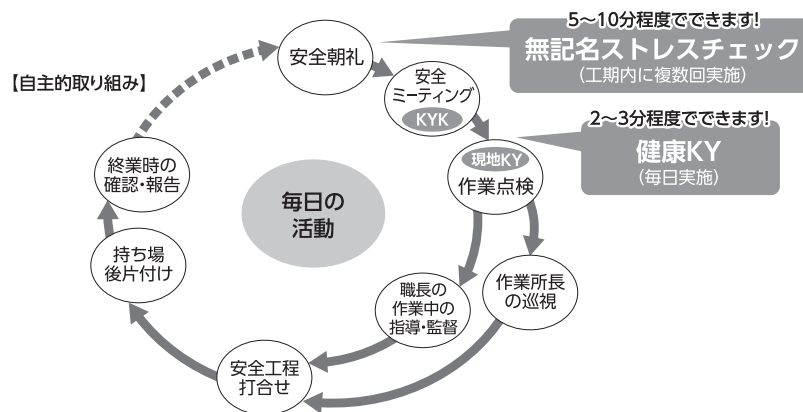 5〜10分程度でできます!
無記名ストレスチェック
(工期内に複数回実施)
安全朝礼
【自主的取り組み】
安全
ミーティング
KYK
2〜3分程度でできます!
健康KY
(毎日実施)
現地KY
作業点検
終業時の
確認・報告
毎日の
活動
持ち場
後片付け
職長の
作業中の
指導・監督
作業所長
の巡視
安全工程
打合せ